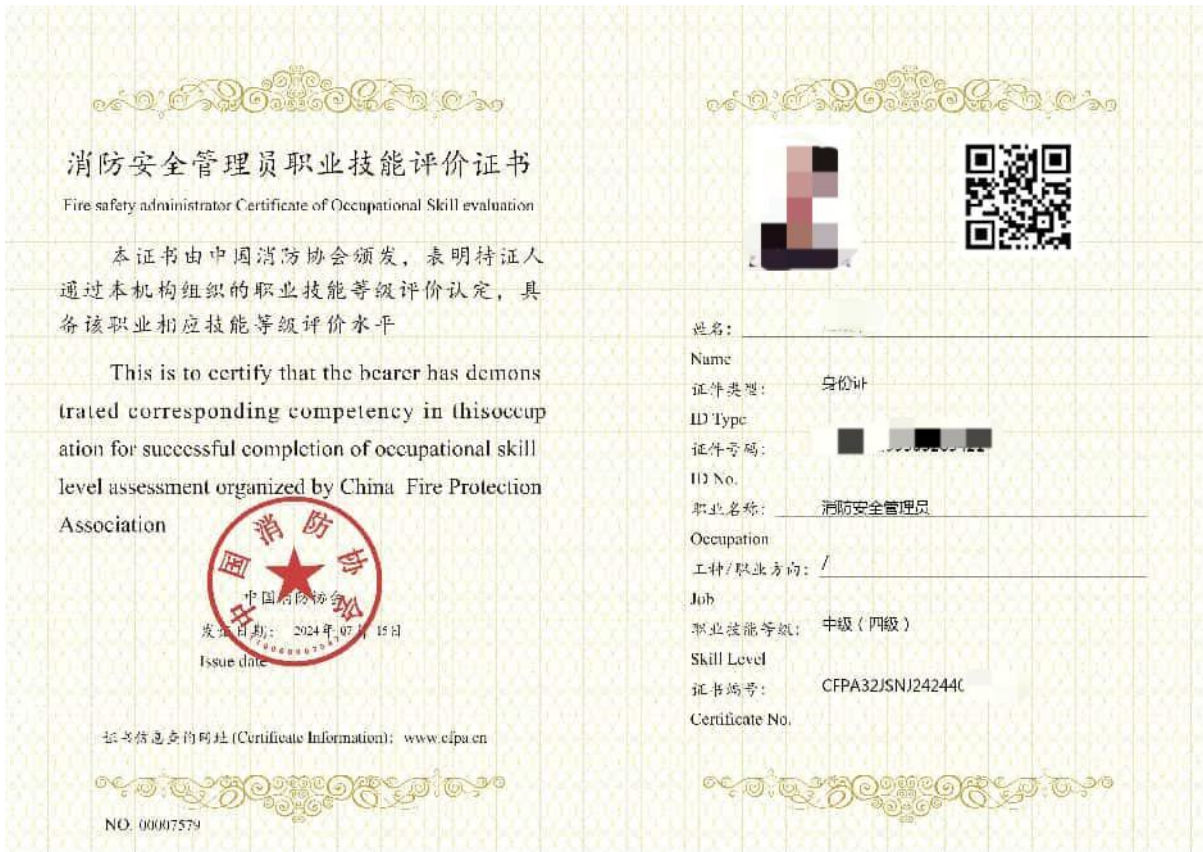 消防安全管理员职业技能评价证书
Fire safety administrator Certificate of Occupational Skill evaluation
本证书由中国消防协会颁发，表明持证人
通过本机构组织的职业技能等级评价认定，具
备该职业相应技能等级评价水平
This is to certify that the bearer has demons
trated corresponding competency in thisoccup
ation for successful completion of occupational skill
level assessment organized by China Fire Protection
Association
中国消防协会
中国消防协会
发证日期： 2024年07月15日
Issue date
证书信息查询网址(Certificate Information)：www.cfpa.cn
NO. 00007579
姓名：
Name
证件类型： 身份证
ID Type
证件号码：
ID No.
职业名称： 消防安全管理员
Occupation
工种/职业方向： /
Job
职业技能等级： 中级（四级）
Skill Level
证书编号： CFPA32JSNJ242440
Certificate No.